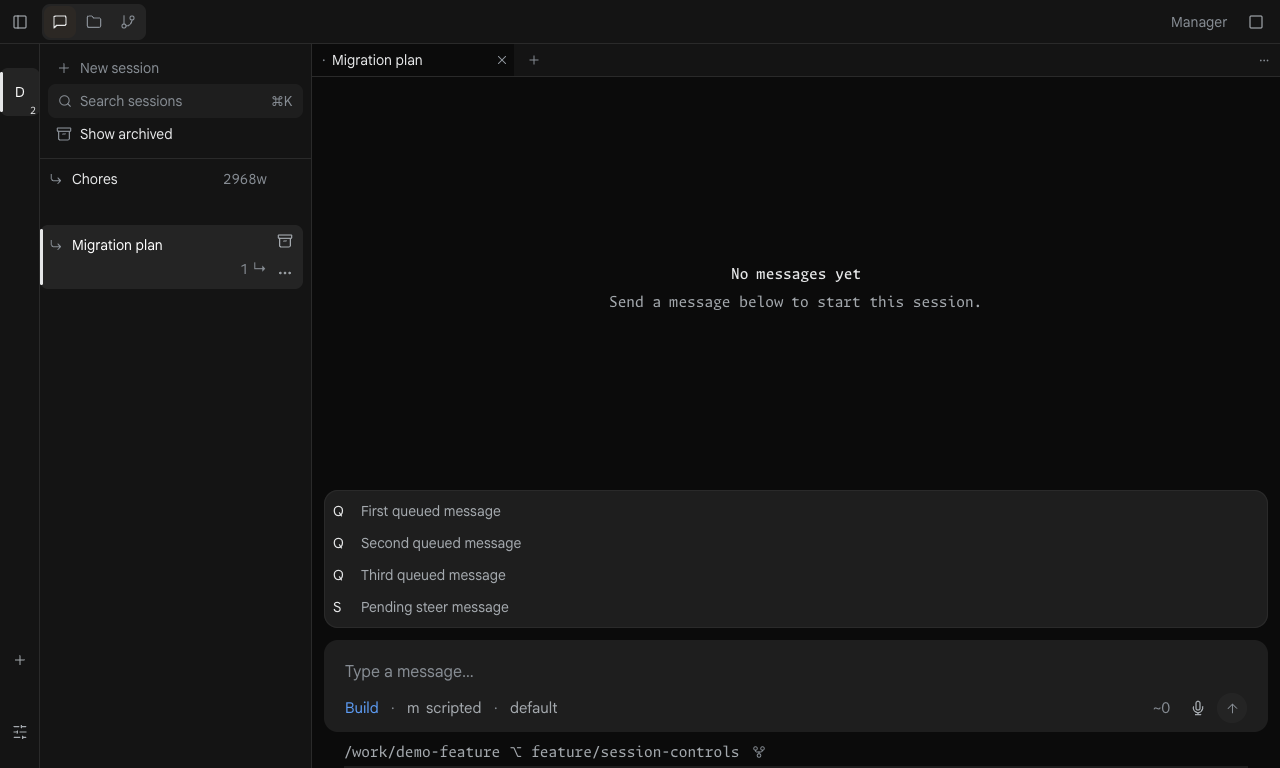 Manager
D
2
New session
Search sessions ⌘K
Show archived
Chores 2968w
Migration plan
1
· Migration plan
No messages yet
Send a message below to start this session.
Q First queued message
Q Second queued message
Q Third queued message
S Pending steer message
Type a message...
Build · m scripted · default ~0
/work/demo-feature ⌥ feature/session-controls